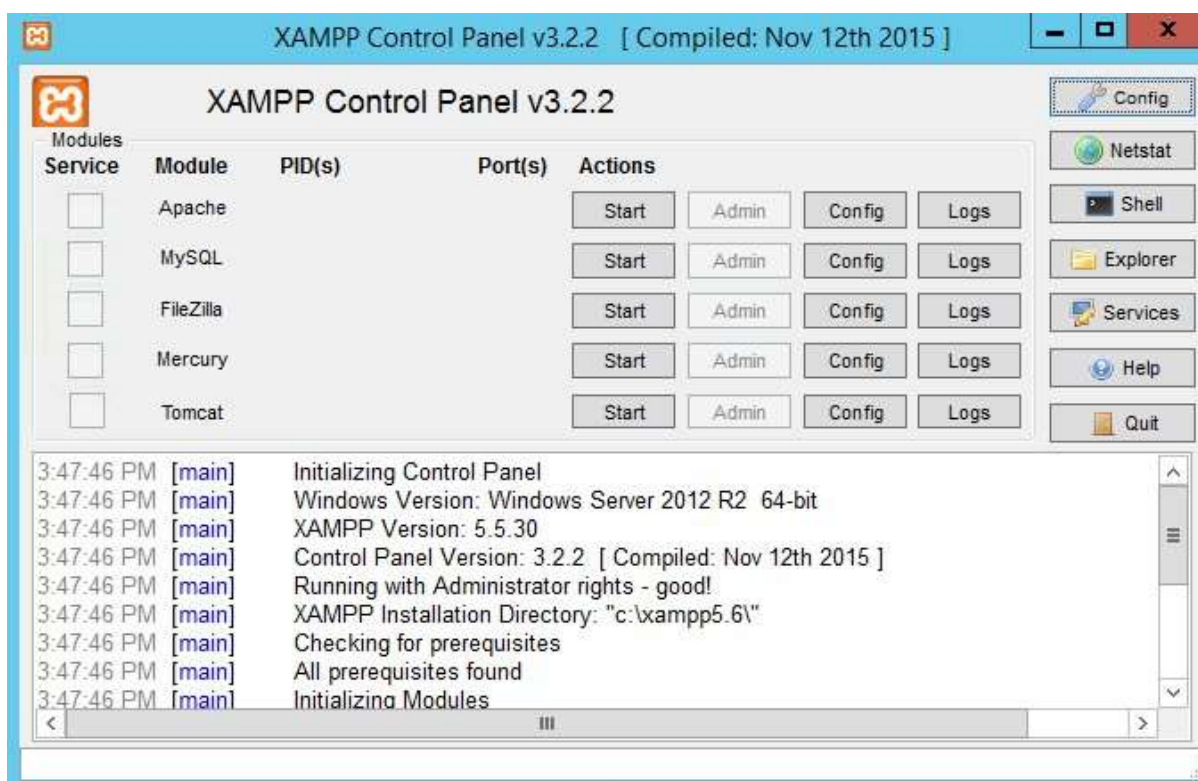 XAMPP Control Panel v3.2.2 [ Compiled: Nov 12th 2015 ]
XAMPP Control Panel v3.2.2
Config
Modules
Service Module PID(s) Port(s) Actions
Netstat
Apache Start Admin Config Logs
Shell
MySQL Start Admin Config Logs
Explorer
FileZilla Start Admin Config Logs
Services
Mercury Start Admin Config Logs
Help
Tomcat Start Admin Config Logs
Quit
3:47:46 PM [main] Initializing Control Panel
3:47:46 PM [main] Windows Version: Windows Server 2012 R2 64-bit
3:47:46 PM [main] XAMPP Version: 5.5.30
3:47:46 PM [main] Control Panel Version: 3.2.2 [ Compiled: Nov 12th 2015 ]
3:47:46 PM [main] Running with Administrator rights - good!
3:47:46 PM [main] XAMPP Installation Directory: "c:\xampp5.6\"
3:47:46 PM [main] Checking for prerequisites
3:47:46 PM [main] All prerequisites found
3:47:46 PM [main] Initializing Modules